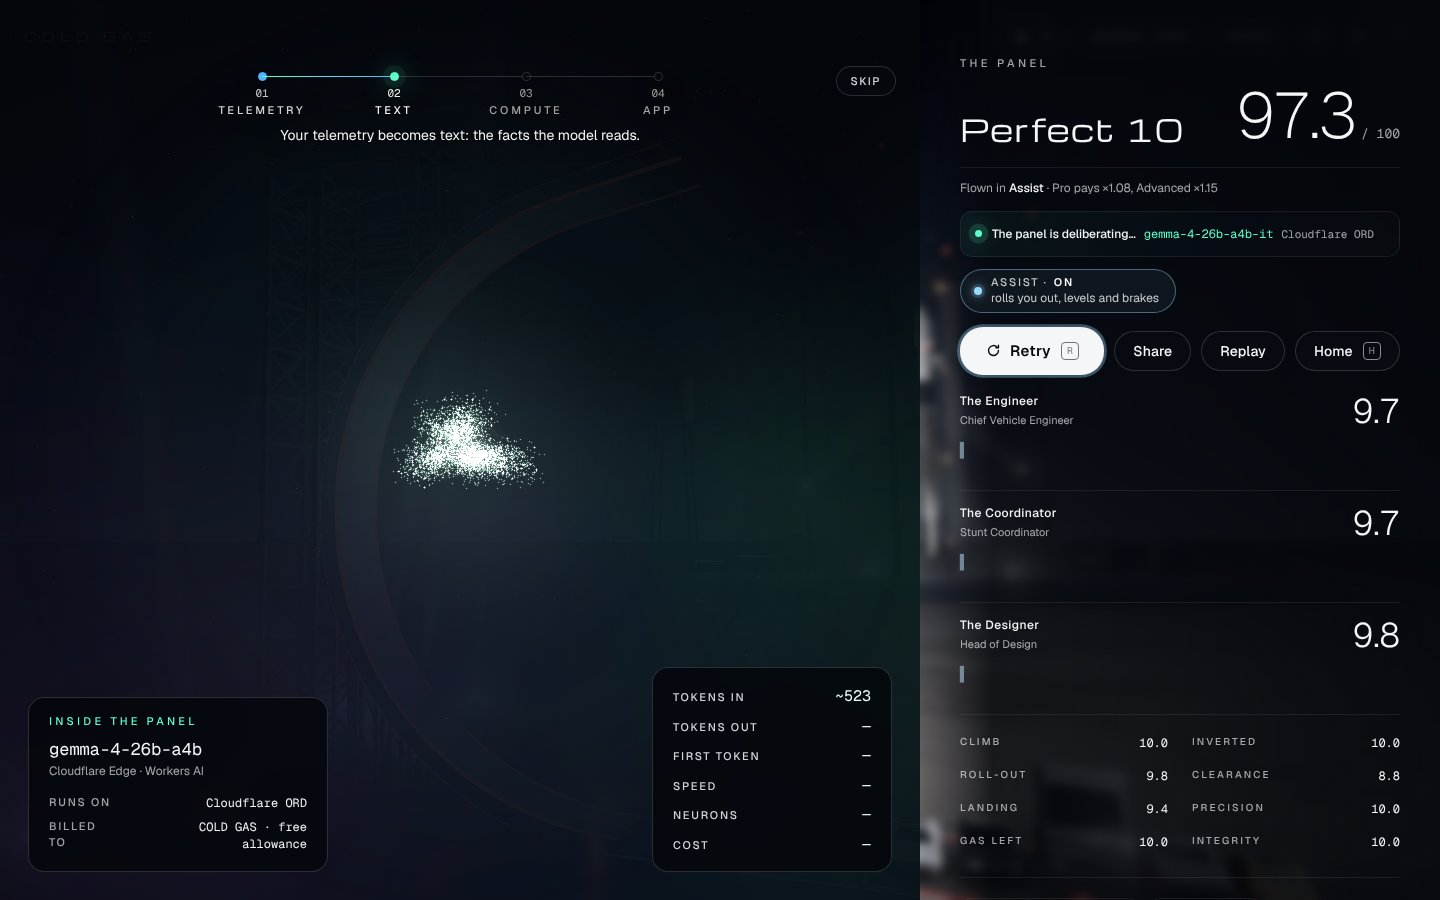 COLD GAS
01
TELEMETRY
02
TEXT
03
COMPUTE
04
APP
Your telemetry becomes text: the facts the model reads.
SKIP
INSIDE THE PANEL
gemma-4-26b-a4b
Cloudflare Edge · Workers AI
RUNS ON Cloudflare ORD
BILLED TO COLD GAS · free allowance
TOKENS IN ~523
TOKENS OUT –
FIRST TOKEN –
SPEED –
NEURONS –
COST –
THE PANEL
Perfect 10 97.3 / 100
Flown in Assist · Pro pays ×1.08, Advanced ×1.15
The panel is deliberating… gemma-4-26b-a4b-it Cloudflare ORD
ASSIST · ON
rolls you out, levels and brakes
Retry R Share Replay Home H
The Engineer 9.7
Chief Vehicle Engineer
The Coordinator 9.7
Stunt Coordinator
The Designer 9.8
Head of Design
CLIMB 10.0 INVERTED 10.0
ROLL-OUT 9.8 CLEARANCE 8.8
LANDING 9.4 PRECISION 10.0
GAS LEFT 10.0 INTEGRITY 10.0